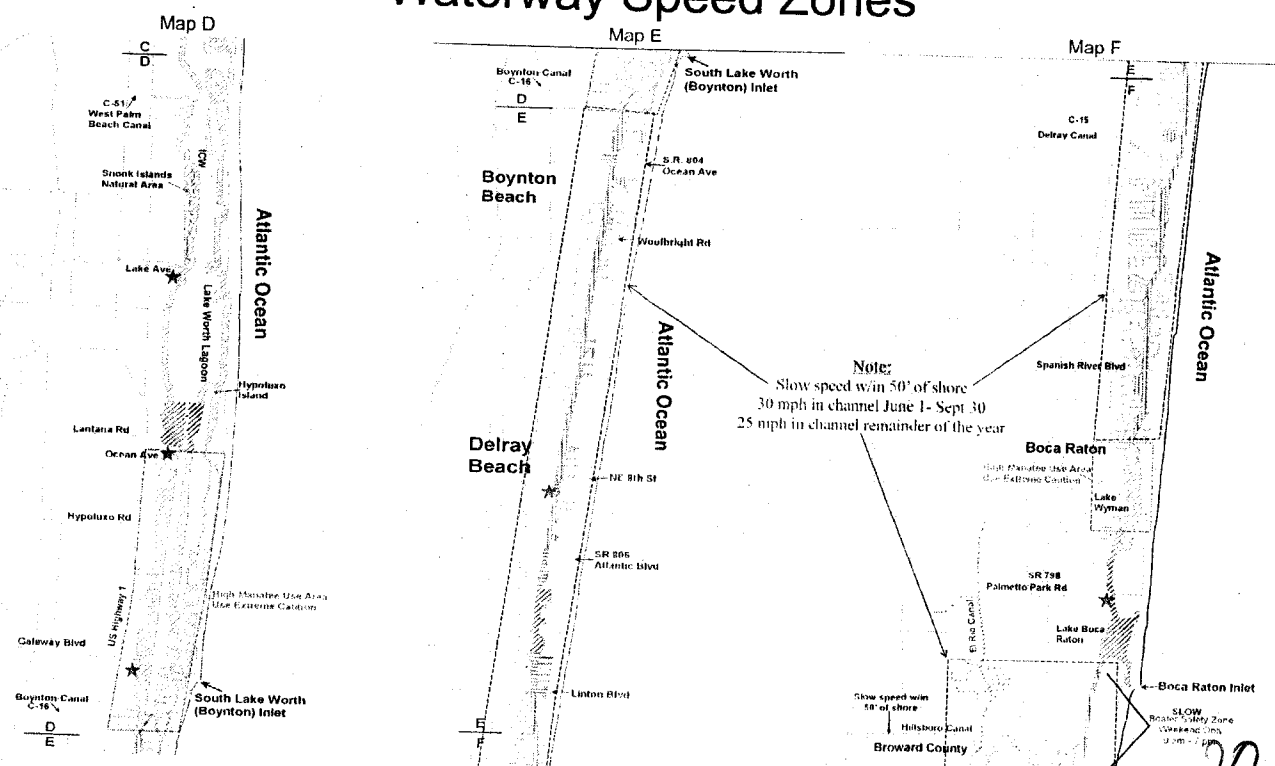 Waterway Speed Zones
Map D
C
D
C-51
West Palm
Beach Canal
ICW
Snook Islands
Natural Area
Atlantic Ocean
Lake Ave
Lake Worth Lagoon
Hypoluxo
Island
Lantana Rd
Ocean Ave
Hypoluxo Rd
High Manatee Use Area
Use Extreme Caution
US Highway 1
Gateway Blvd
Boynton Canal
C-16
South Lake Worth
(Boynton) Inlet
D
E
Map E
Boynton Canal
C-16
South Lake Worth
(Boynton) Inlet
D
E
S.R. 804
Ocean Ave
Boynton
Beach
Woolbright Rd
Atlantic Ocean
Delray
Beach
NE 8th St
SR 806
Atlantic Blvd
Linton Blvd
E
F
Note:
Slow speed w/in 50' of shore
30 mph in channel June 1- Sept 30
25 mph in channel remainder of the year
Map F
E
F
C-15
Delray Canal
Atlantic Ocean
Spanish River Blvd
Boca Raton
High Manatee Use Area
Use Extreme Caution
Lake
Wyman
SR 798
Palmetto Park Rd
El Rio Canal
Lake Boca
Raton
Boca Raton Inlet
Slow speed w/in
50' of shore
Hillsboro Canal
Broward County
SLOW
Boater Safety Zone
Weekend Only